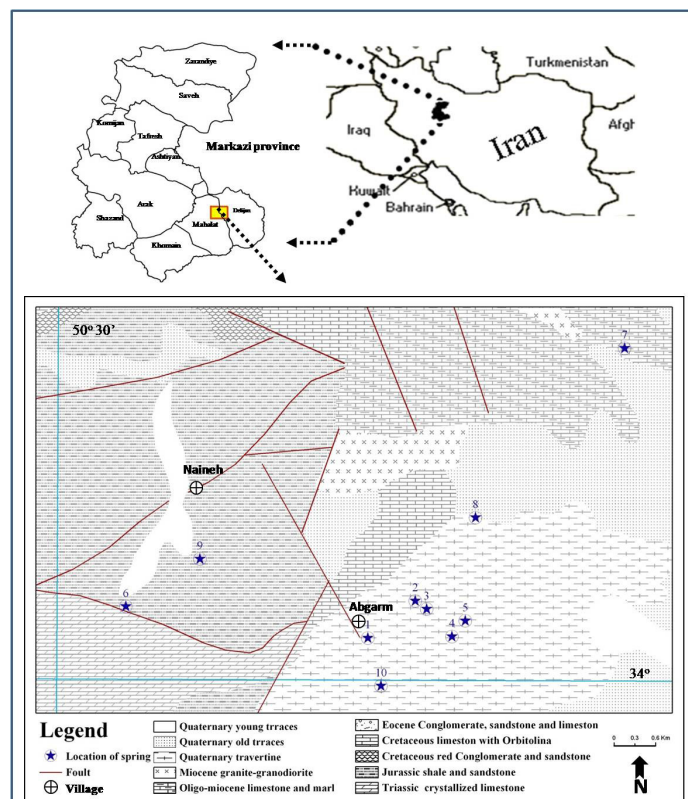 Zarandiye
Saveh
Komijan
Tafresh
Ashtiyan
Markazi province
Arak
Delijan
Shazand
Mahalat
Khomain
Turkmenistan
Iraq
Iran
Afgh
Kuwait
Bahrain
50° 30'
7
Naineh
8
9
6
Abgarm
2
3
5
1
4
10
34°
Legend
Location of spring
Foult
Village
Quaternary young trraces
Quaternary old trraces
Quaternary travertine
Miocene granite-granodiorite
Oligo-miocene limestone and marl
Eocene Conglomerate, sandstone and limeston
Cretaceous limeston with Orbitolina
Cretaceous red Conglomerate and sandstone
Jurassic shale and sandstone
Triassic crystallized limestone
0 0.3 0.6 Km
N